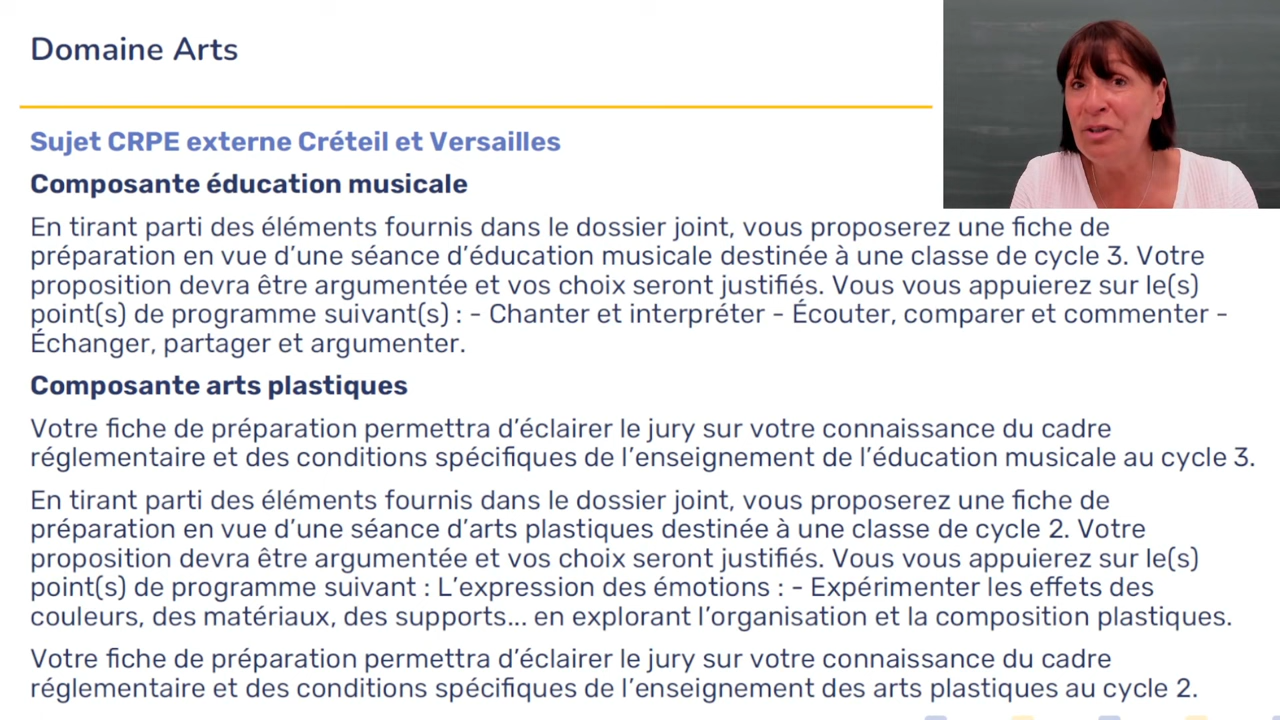 Domaine Arts
Sujet CRPE externe Créteil et Versailles
Composante éducation musicale
En tirant parti des éléments fournis dans le dossier joint, vous proposerez une fiche de
préparation en vue d’une séance d’éducation musicale destinée à une classe de cycle 3. Votre
proposition devra être argumentée et vos choix seront justifiés. Vous vous appuierez sur le(s)
point(s) de programme suivant(s) : - Chanter et interpréter - Écouter, comparer et commenter -
Échanger, partager et argumenter.
Composante arts plastiques
Votre fiche de préparation permettra d’éclairer le jury sur votre connaissance du cadre
réglementaire et des conditions spécifiques de l’enseignement de l’éducation musicale au cycle 3.
En tirant parti des éléments fournis dans le dossier joint, vous proposerez une fiche de
préparation en vue d’une séance d’arts plastiques destinée à une classe de cycle 2. Votre
proposition devra être argumentée et vos choix seront justifiés. Vous vous appuierez sur le(s)
point(s) de programme suivant : L’expression des émotions : - Expérimenter les effets des
couleurs, des matériaux, des supports... en explorant l’organisation et la composition plastiques.
Votre fiche de préparation permettra d’éclairer le jury sur votre connaissance du cadre
réglementaire et des conditions spécifiques de l’enseignement des arts plastiques au cycle 2.